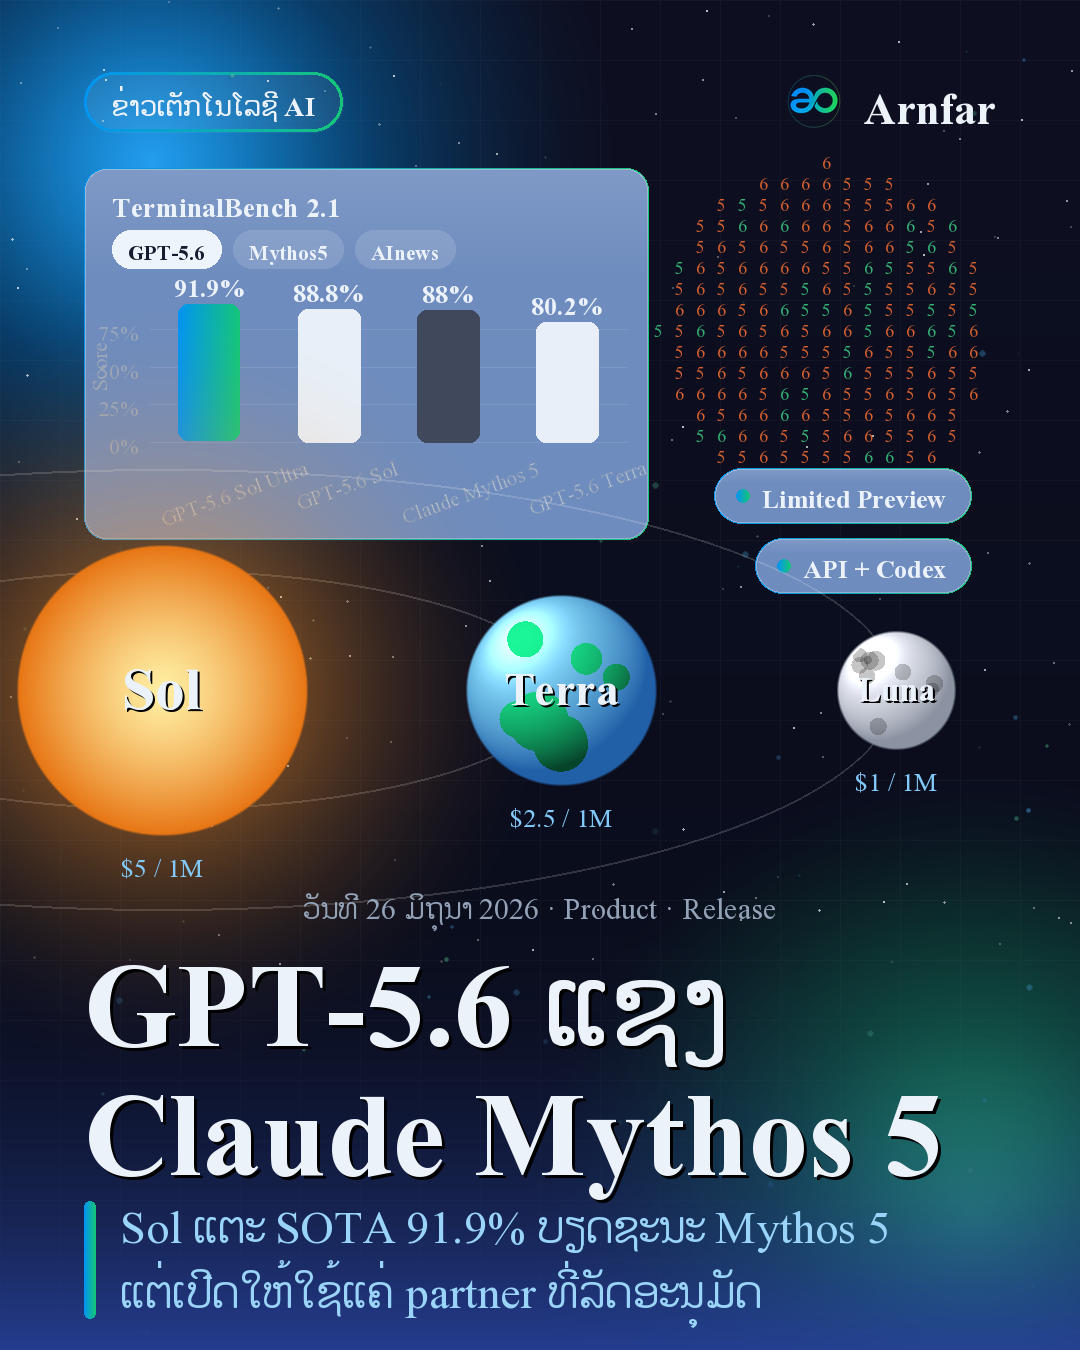 ຂ່າວເຕັກໂນໂລຊີ AI
Arnfar
TerminalBench 2.1
GPT-5.6 Mythos5 AInews
91.9% 88.8% 88% 80.2%
75%
50%
25%
0%
Score
GPT-5.6 Sol Ultra GPT-5.6 Sol Claude Mythos 5 GPT-5.6 Terra
Limited Preview
API + Codex
Sol Terra Luna
$5 / 1M $2.5 / 1M $1 / 1M
ວັນທີ 26 ມິຖຸນາ 2026 · Product · Release
GPT-5.6 ແຊງ
Claude Mythos 5
Sol ແຕະ SOTA 91.9% ບຽດຊະນະ Mythos 5
ແຕ່ເປີດໃຫ້ໃຊ້ແຄ່ partner ທີ່ລັດອະນຸມັດ